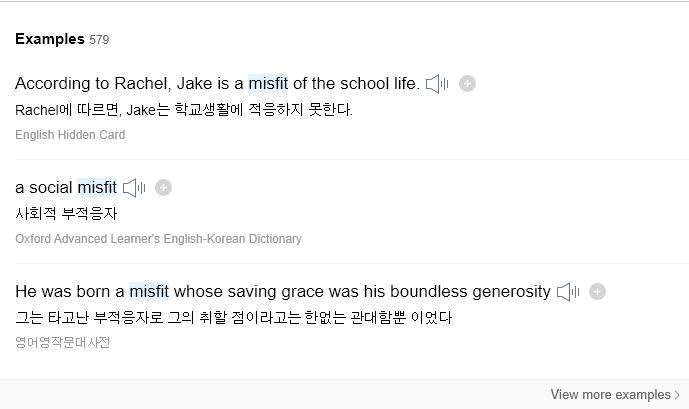 Examples 579
According to Rachel, Jake is a misfit of the school life.
Rachel에 따르면, Jake는 학교생활에 적응하지 못한다.
English Hidden Card
a social misfit
사회적 부적응자
Oxford Advanced Learner's English-Korean Dictionary
He was born a misfit whose saving grace was his boundless generosity
그는 타고난 부적응자로 그의 취할 점이라고는 한없는 관대함뿐 이었다
영어영작문대사전
View more examples